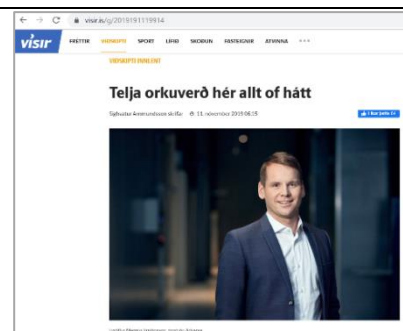 visir.is/g/2019191119914
vísir FRÉTTIR VIÐSKIPTI SPORT LÍFIÐ SKOÐUN FASTEIGNIR ATVINNA
VIÐSKIPTI INNLENT
Telja orkuverð hér allt of hátt
skrifar 11. nóvember 2019 06:15